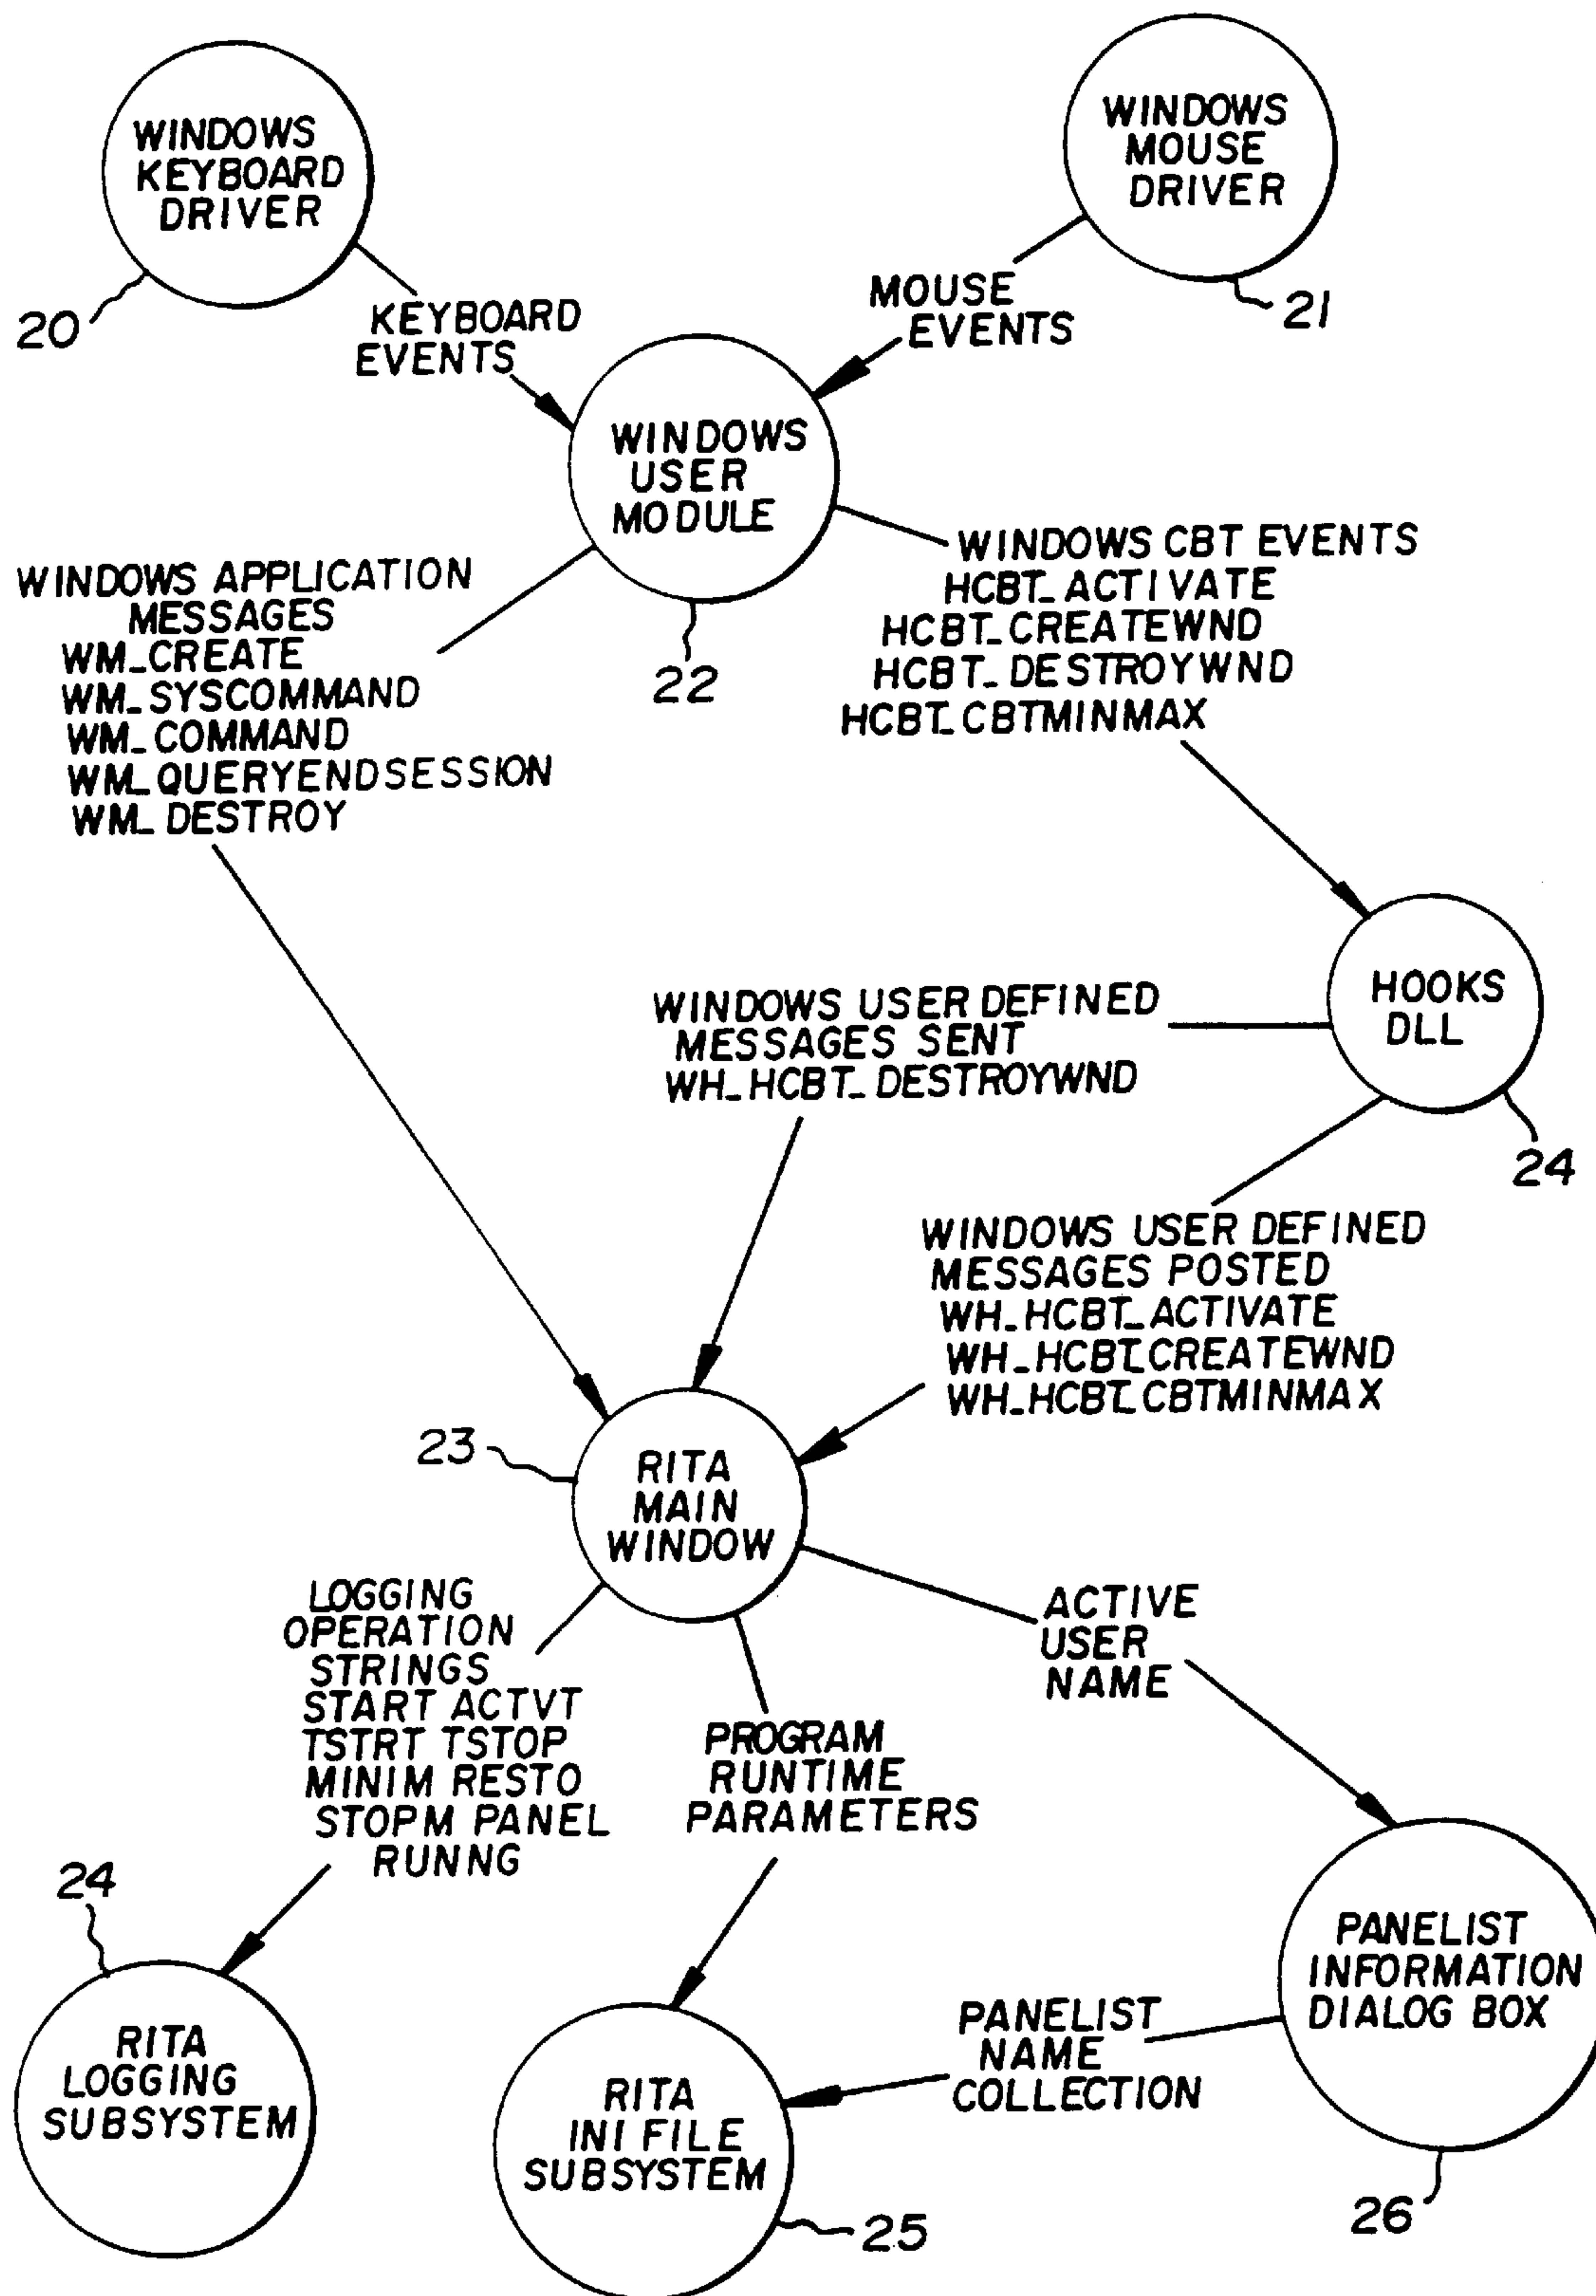 WINDOWS
KEYBOARD
DRIVER
20
WINDOWS
MOUSE
DRIVER
21
KEYBOARD
EVENTS
MOUSE
EVENTS
WINDOWS
USER
MODULE
22
WINDOWS APPLICATION
MESSAGES
WM_CREATE
WM_SYSCOMMAND
WM_COMMAND
WM_QUERYENDSESSION
WM_DESTROY
WINDOWS CBT EVENTS
HCBT_ACTIVATE
HCBT_CREATEWND
HCBT_DESTROYWND
HCBT_CBTMINMAX
HOOKS
DLL
24
WINDOWS USER DEFINED
MESSAGES SENT
WH_HCBT_DESTROYWND
WINDOWS USER DEFINED
MESSAGES POSTED
WH_HCBT_ACTIVATE
WH_HCBT_CREATEWND
WH_HCBT_CBTMINMAX
23
RITA
MAIN
WINDOW
LOGGING
OPERATION
STRINGS
START ACTVT
TSTRT TSTOP
MINIM RESTO
STOPM PANEL
RUNNG
PROGRAM
RUNTIME
PARAMETERS
ACTIVE
USER
NAME
24
RITA
LOGGING
SUBSYSTEM
RITA
INI FILE
SUBSYSTEM
25
PANELIST
NAME
COLLECTION
PANELIST
INFORMATION
DIALOG BOX
26